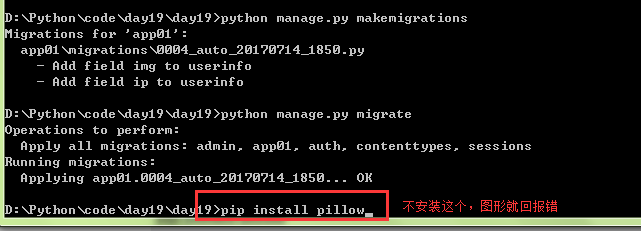 D:\Python\code\day19\day19>python manage.py makemigrations
Migrations for 'app01':
app01\migrations\0004_auto_20170714_1850.py
- Add field img to userinfo
- Add field ip to userinfo
D:\Python\code\day19\day19>python manage.py migrate
Operations to perform:
Apply all migrations: admin, app01, auth, contenttypes, sessions
Running migrations:
Applying app01.0004_auto_20170714_1850... OK
D:\Python\code\day19\day19>pip install pillow_ 不安装这个，图形就回报错